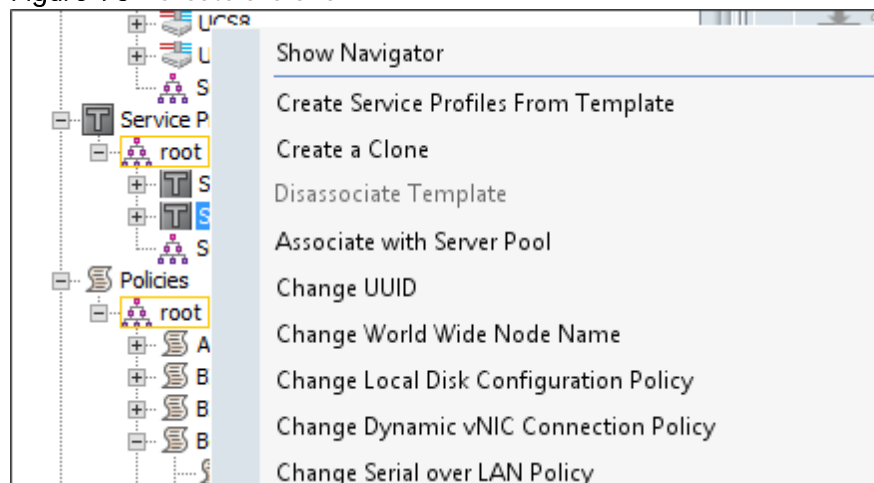 UCS8
U
S
Service P
root
S
S
S
Policies
root
A
B
B
B
Show Navigator
Create Service Profiles From Template
Create a Clone
Disassociate Template
Associate with Server Pool
Change UUID
Change World Wide Node Name
Change Local Disk Configuration Policy
Change Dynamic vNIC Connection Policy
Change Serial over LAN Policy